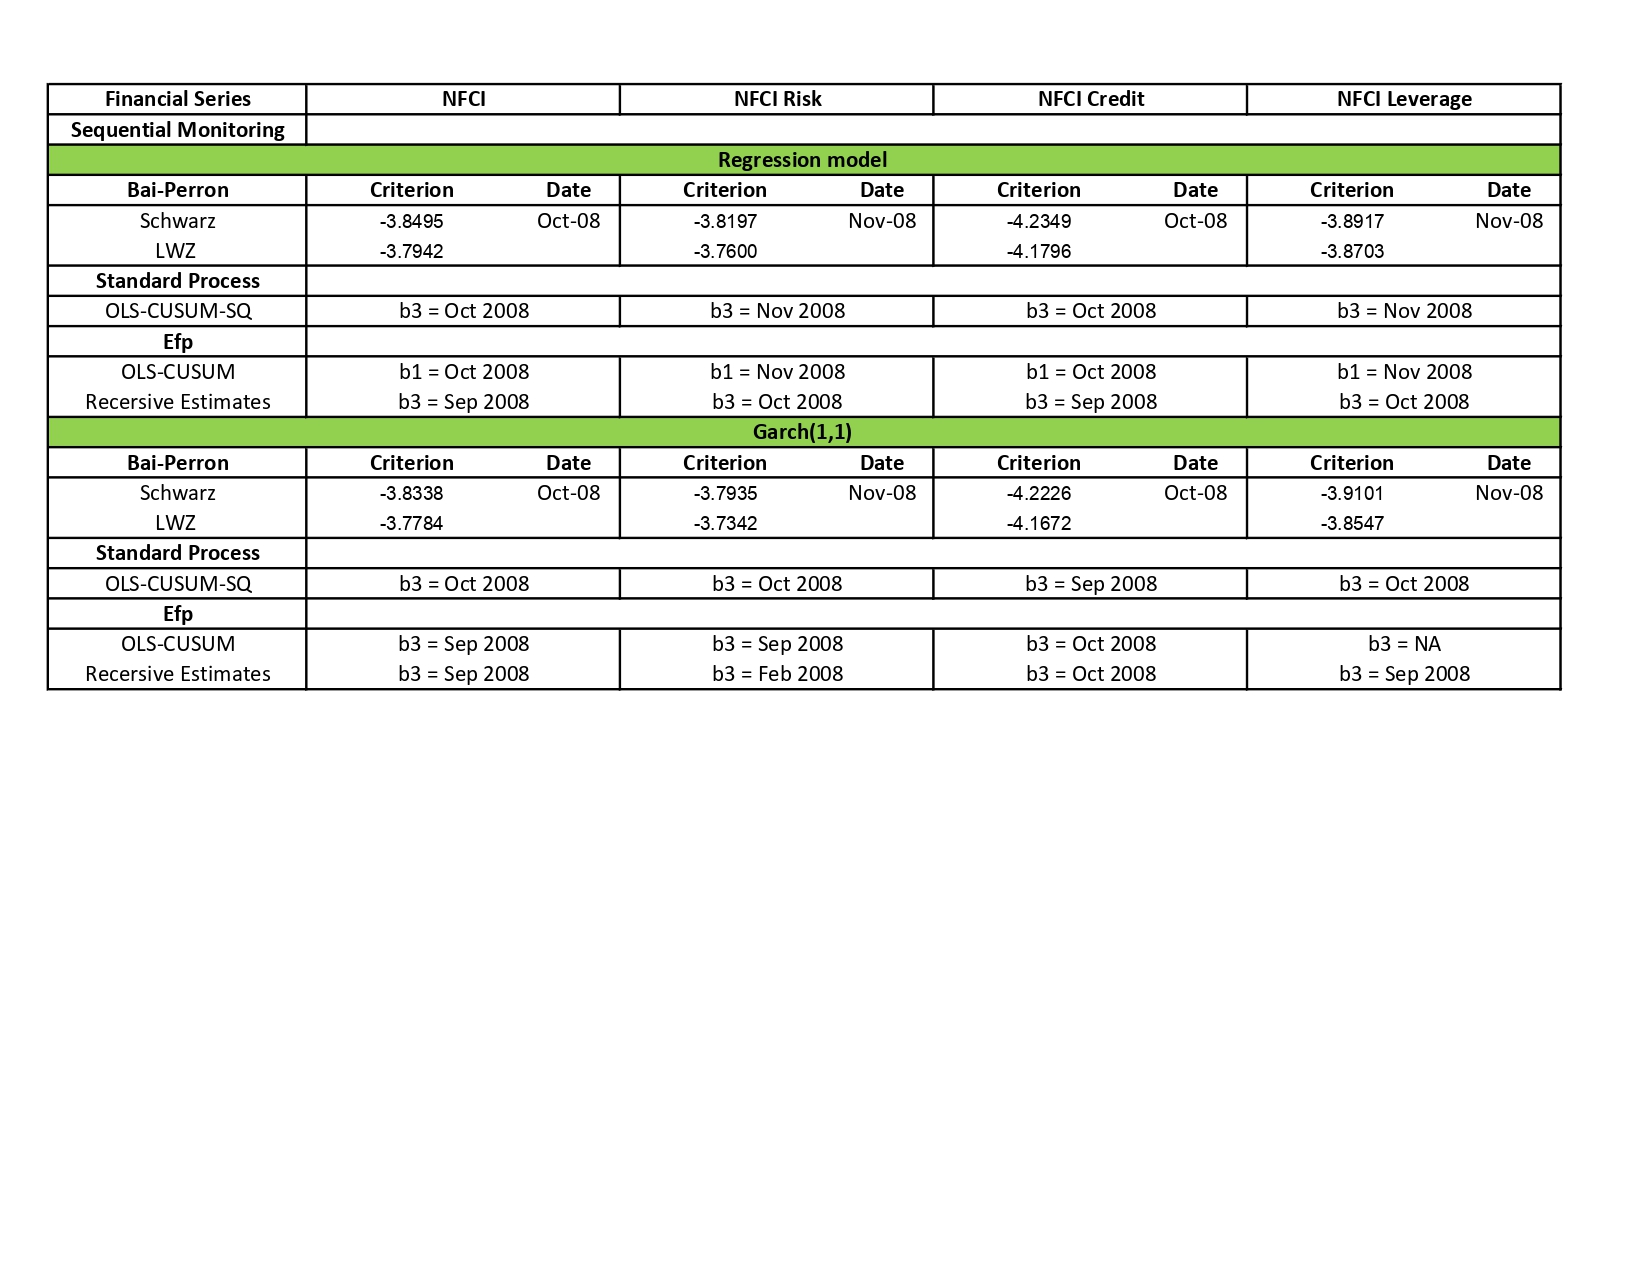 Financial Series NFCI NFCI Risk NFCI Credit NFCI Leverage
Sequential Monitoring
Regression model
Bai-Perron Criterion Date Criterion Date Criterion Date Criterion Date
Schwarz -3.8495 Oct-08 -3.8197 Nov-08 -4.2349 Oct-08 -3.8917 Nov-08
LWZ -3.7942 -3.7600 -4.1796 -3.8703
Standard Process
OLS-CUSUM-SQ b3 = Oct 2008 b3 = Nov 2008 b3 = Oct 2008 b3 = Nov 2008
Efp
OLS-CUSUM b1 = Oct 2008 b1 = Nov 2008 b1 = Oct 2008 b1 = Nov 2008
Recersive Estimates b3 = Sep 2008 b3 = Oct 2008 b3 = Sep 2008 b3 = Oct 2008
Garch(1,1)
Bai-Perron Criterion Date Criterion Date Criterion Date Criterion Date
Schwarz -3.8338 Oct-08 -3.7935 Nov-08 -4.2226 Oct-08 -3.9101 Nov-08
LWZ -3.7784 -3.7342 -4.1672 -3.8547
Standard Process
OLS-CUSUM-SQ b3 = Oct 2008 b3 = Oct 2008 b3 = Sep 2008 b3 = Oct 2008
Efp
OLS-CUSUM b3 = Sep 2008 b3 = Sep 2008 b3 = Oct 2008 b3 = NA
Recersive Estimates b3 = Sep 2008 b3 = Feb 2008 b3 = Oct 2008 b3 = Sep 2008